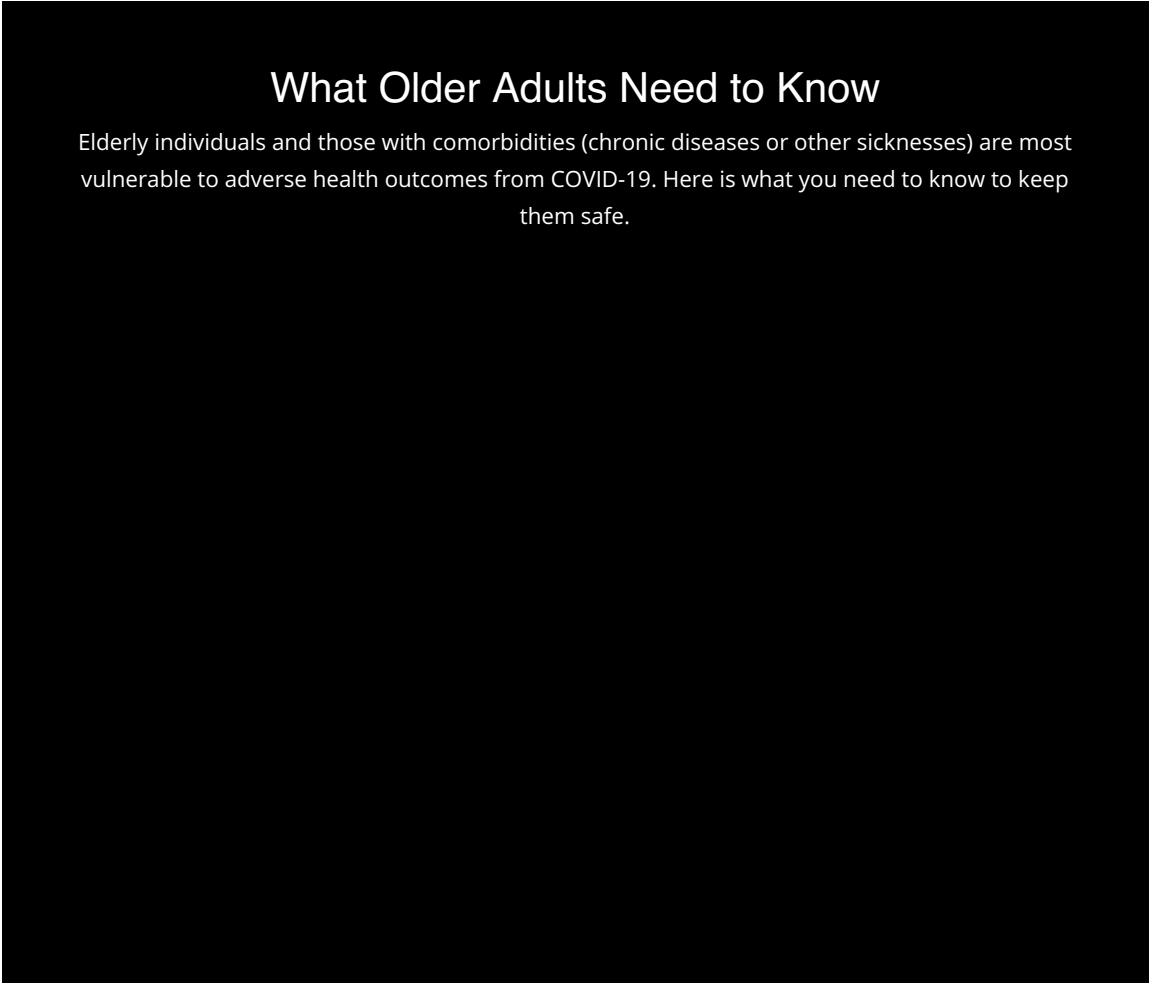 What Older Adults Need to Know
Elderly individuals and those with comorbidities (chronic diseases or other sicknesses) are most
vulnerable to adverse health outcomes from COVID-19. Here is what you need to know to keep
them safe.